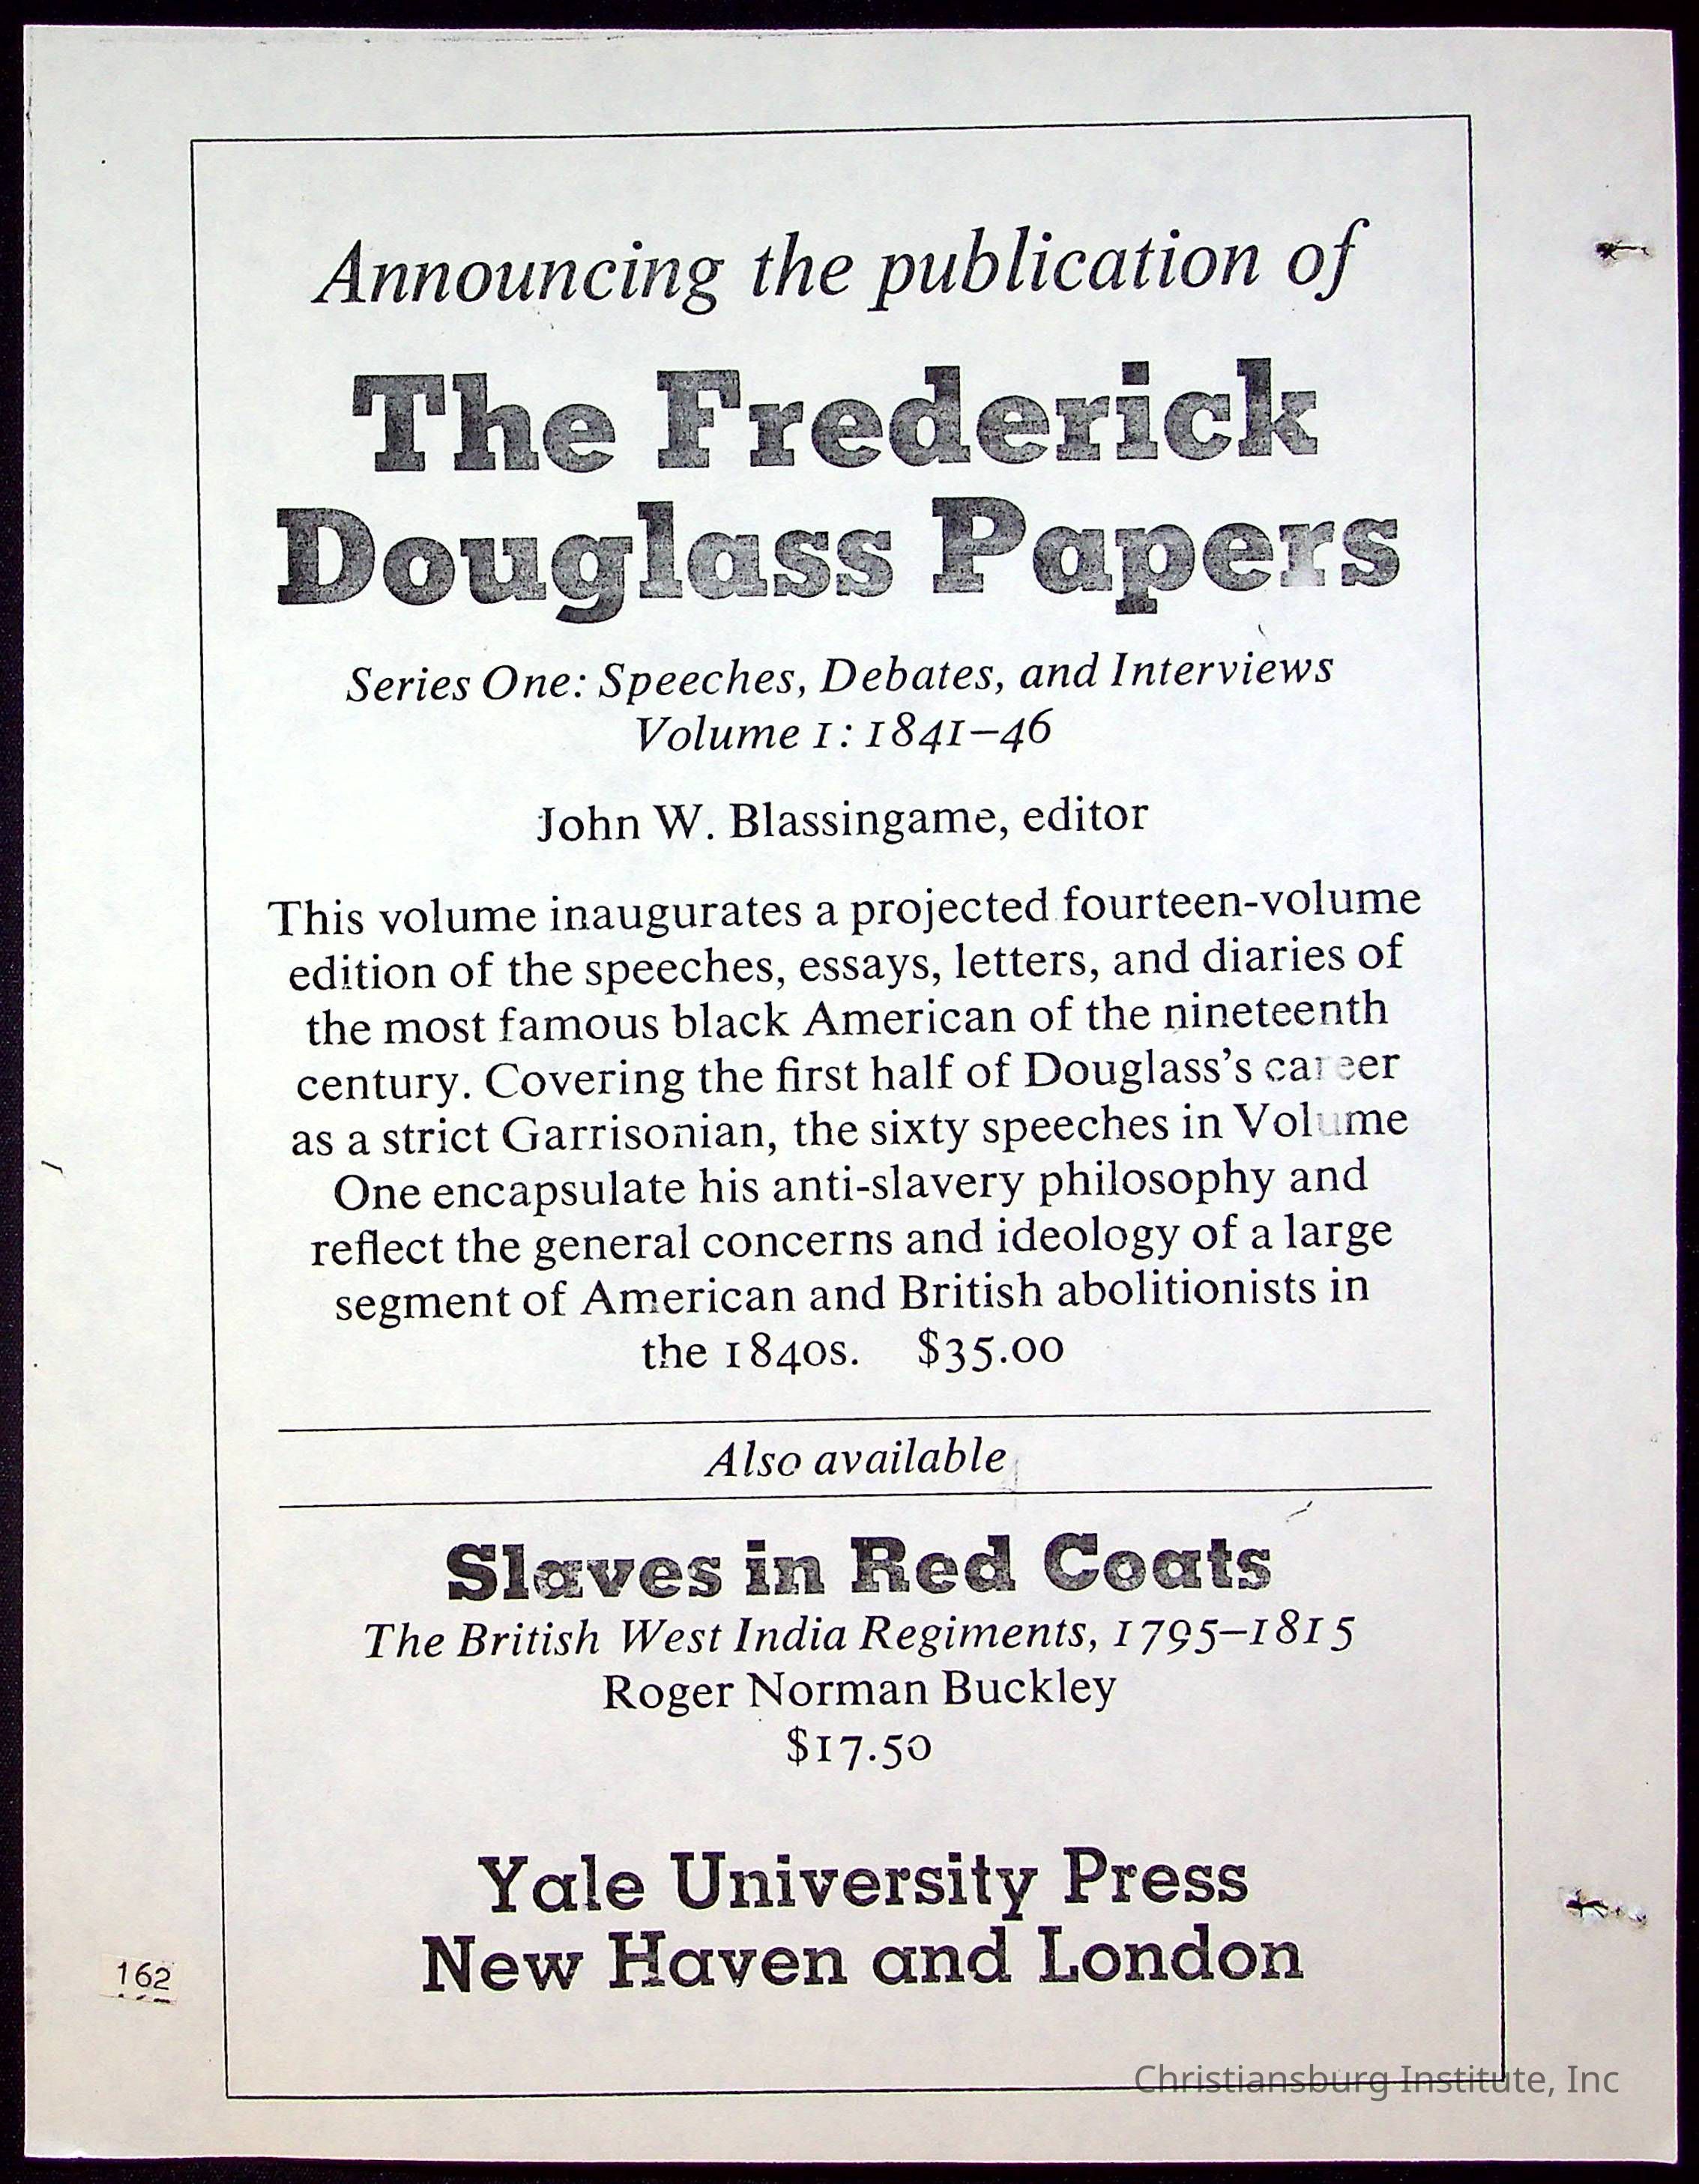 Announcing the publication of
The Frederick
Douglass Papers
Series One: Speeches, Debates, and Interviews
Volume 1: 1841–46
John W. Blassingame, editor
This volume inaugurates a projected fourteen-volume
edition of the speeches, essays, letters, and diaries of
the most famous black American of the nineteenth
century. Covering the first half of Douglass's career
as a strict Garrisonian, the sixty speeches in Volume
One encapsulate his anti-slavery philosophy and
reflect the general concerns and ideology of a large
segment of American and British abolitionists in
the 1840s. $35.00
Also available
Slaves in Red Coats
The British West India Regiments, 1795–1815
Roger Norman Buckley
$17.50
Yale University Press
New Haven and London
162
Christiansburg Institute, Inc